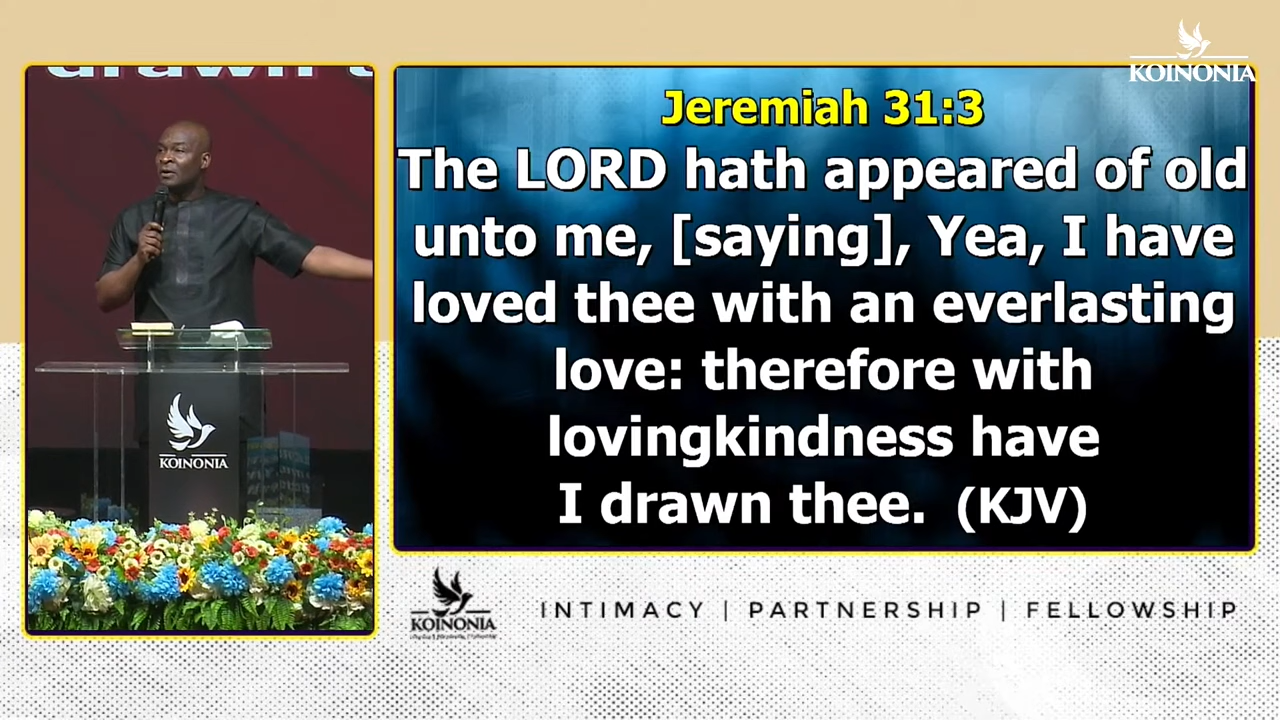 KOINONIA
drawn t
Jeremiah 31:3
The LORD hath appeared of old
unto me, [saying], Yea, I have
loved thee with an everlasting
love: therefore with
lovingkindness have
I drawn thee. (KJV)
KOINONIA
KOINONIA
INTIMACY | PARTNERSHIP | FELLOWSHIP